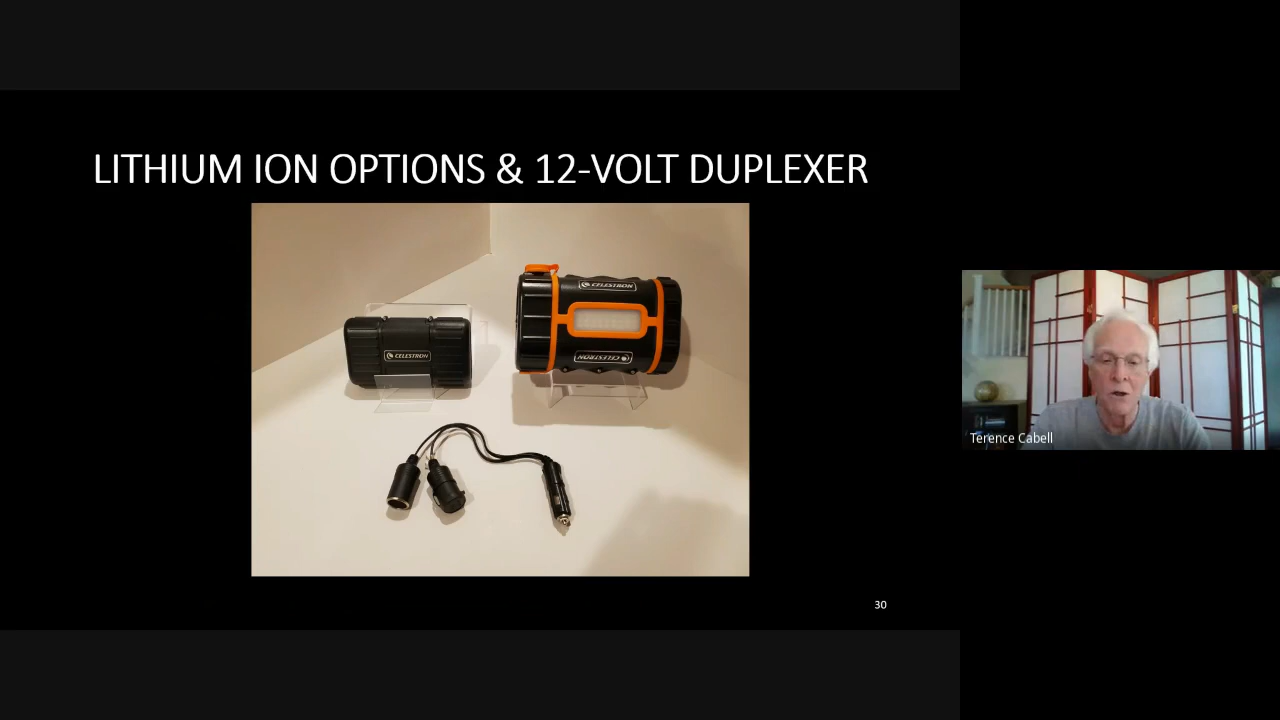 LITHIUM ION OPTIONS & 12-VOLT DUPLEXER
CELESTRON
CELESTRON
CELESTRON
30
Terence Cabell